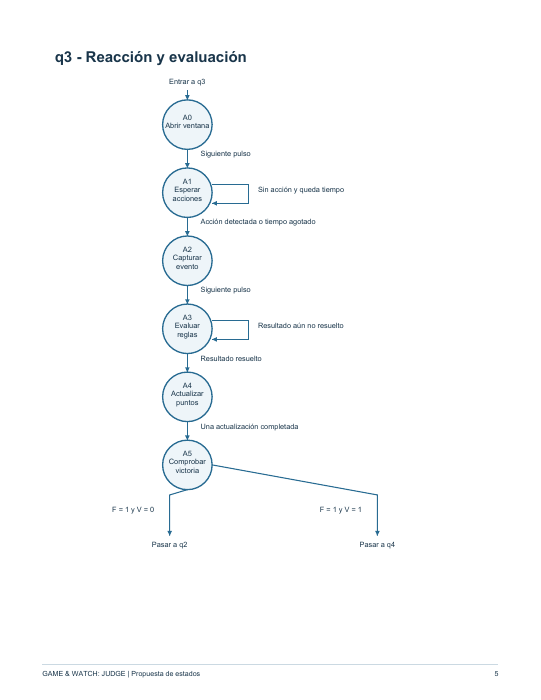 q3 - Reacción y evaluación
Entrar a q3
A0
Abrir ventana
Siguiente pulso
A1
Esperar
acciones
Sin acción y queda tiempo
Acción detectada o tiempo agotado
A2
Capturar
evento
Siguiente pulso
A3
Evaluar
reglas
Resultado aún no resuelto
Resultado resuelto
A4
Actualizar
puntos
Una actualización completada
A5
Comprobar
victoria
F = 1 y V = 0
F = 1 y V = 1
Pasar a q2
Pasar a q4
GAME & WATCH: JUDGE | Propuesta de estados
5